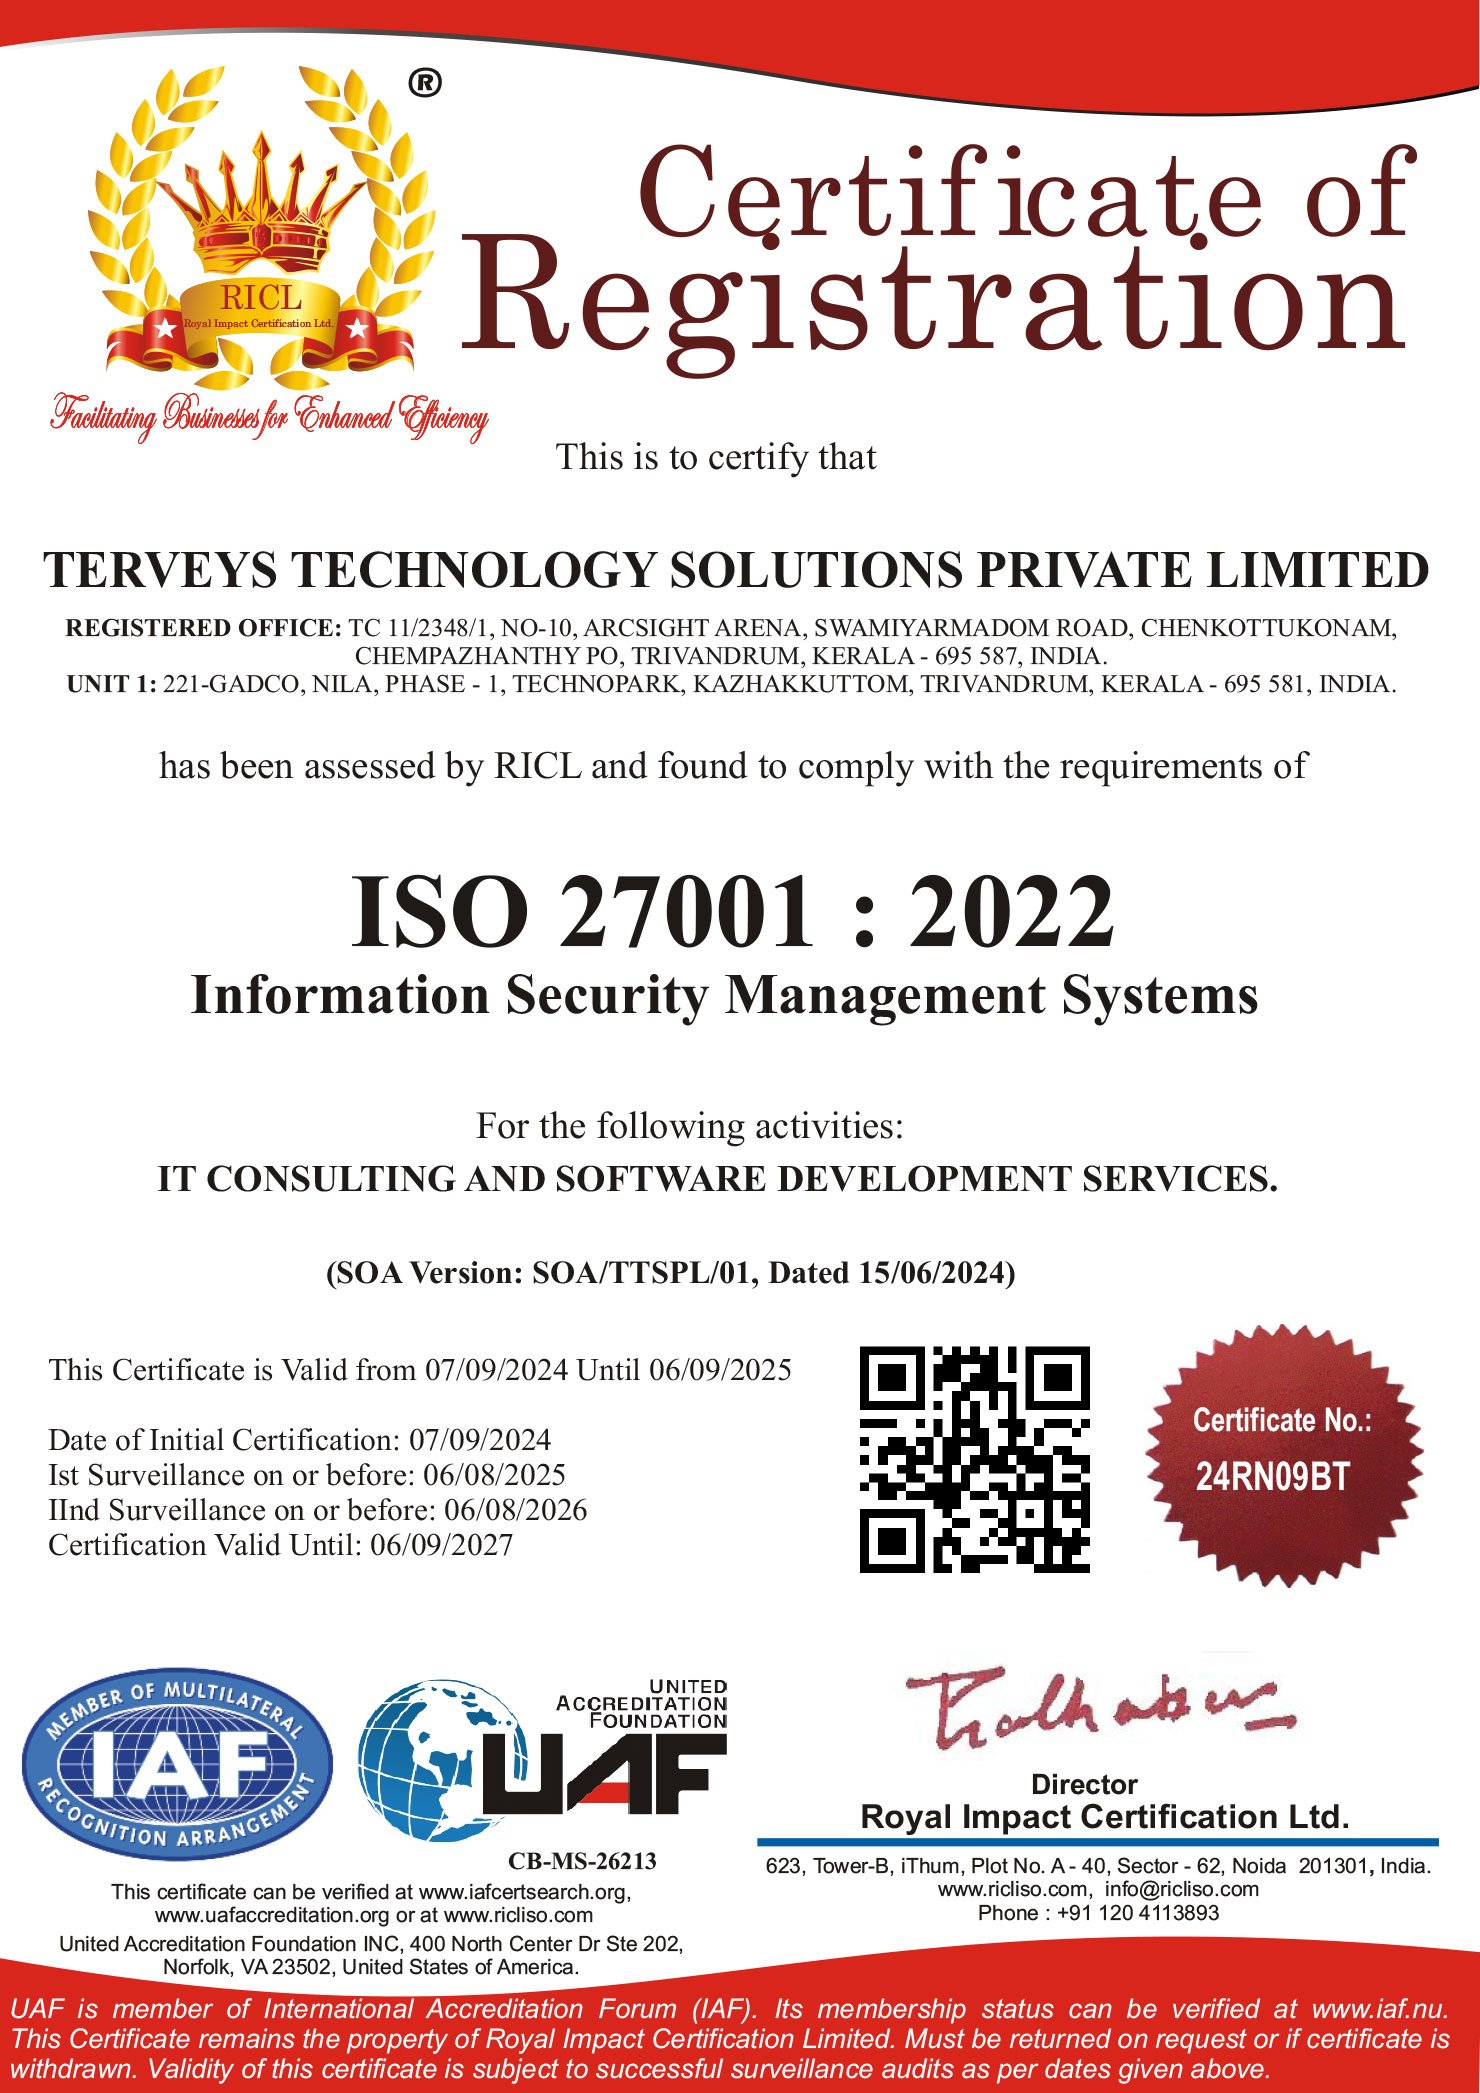 ®
Certificate of
Registration
RICL
Royal Impact Certification Ltd.
Facilitating Businesses for Enhanced Efficiency
This is to certify that
TERVEYS TECHNOLOGY SOLUTIONS PRIVATE LIMITED
REGISTERED OFFICE: TC 11/2348/1, NO-10, ARCSIGHT ARENA, SWAMIYARMADOM ROAD, CHENKOTTUKONAM,
CHEMPAZHANTHY PO, TRIVANDRUM, KERALA - 695 587, INDIA.
UNIT 1: 221-GADCO, NILA, PHASE - 1, TECHNOPARK, KAZHAKKUTTOM, TRIVANDRUM, KERALA - 695 581, INDIA.
has been assessed by RICL and found to comply with the requirements of
ISO 27001 : 2022
Information Security Management Systems
For the following activities:
IT CONSULTING AND SOFTWARE DEVELOPMENT SERVICES.
(SOA Version: SOA/TTSPL/01, Dated 15/06/2024)
This Certificate is Valid from 07/09/2024 Until 06/09/2025
Date of Initial Certification: 07/09/2024
Ist Surveillance on or before: 06/08/2025
IInd Surveillance on or before: 06/08/2026
Certification Valid Until: 06/09/2027
Certificate No.:
24RN09BT
MEMBER OF MULTILATERAL
IAF
RECOGNITION ARRANGEMENT
UNITED
ACCREDITATION
FOUNDATION
UAF
CB-MS-26213
This certificate can be verified at www.iafcertsearch.org,
www.uafaccreditation.org or at www.ricliso.com
United Accreditation Foundation INC, 400 North Center Dr Ste 202,
Norfolk, VA 23502, United States of America.
Director
Royal Impact Certification Ltd.
623, Tower-B, iThum, Plot No. A - 40, Sector - 62, Noida 201301, India.
www.ricliso.com, info@ricliso.com
Phone : +91 120 4113893
UAF is member of International Accreditation Forum (IAF). Its membership status can be verified at www.iaf.nu.
This Certificate remains the property of Royal Impact Certification Limited. Must be returned on request or if certificate is
withdrawn. Validity of this certificate is subject to successful surveillance audits as per dates given above.